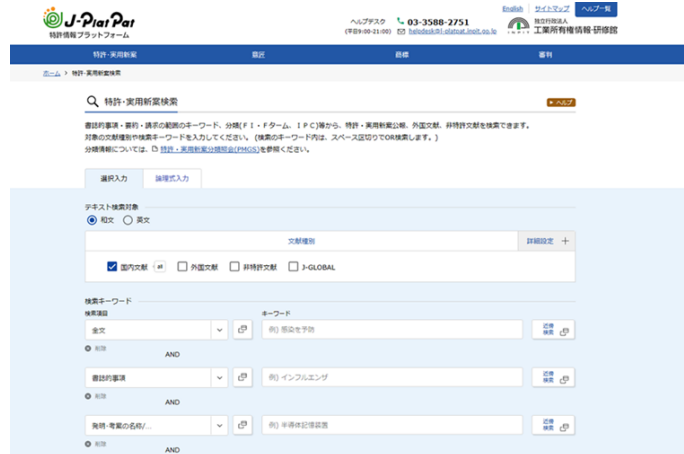 English サイトマップ ヘルプ一覧
J-PlatPat
特許情報プラットフォーム
ヘルプデスク 03-3588-2751
(平日9:00-21:00) helpdesk@j-platpat.inpit.go.jp
INPIT 独立行政法人
工業所有権情報・研修館
特許・実用新案 意匠 商標 審判
ホーム > 特許・実用新案検索
特許・実用新案検索 ヘルプ
書誌的事項・要約・請求の範囲のキーワード、分類(FI・Fターム、IPC)等から、特許・実用新案公報、外国文献、非特許文献を検索できます。
対象の文献種別や検索キーワードを入力してください。(検索のキーワード内は、スペース区切りでOR検索します。)
分類情報については、 特許・実用新案分類照会(PMGS)を参照ください。
選択入力 論理式入力
テキスト検索対象
和文 英文
文献種別 詳細設定 +
国内文献 all 外国文献 非特許文献 J-GLOBAL
検索キーワード
検索項目 キーワード
全文 例) 感染を予防 近傍検索
削除
AND
書誌的事項 例) インフルエンザ 近傍検索
削除
AND
発明・考案の名称/... 例) 半導体記憶装置 近傍検索
削除
AND